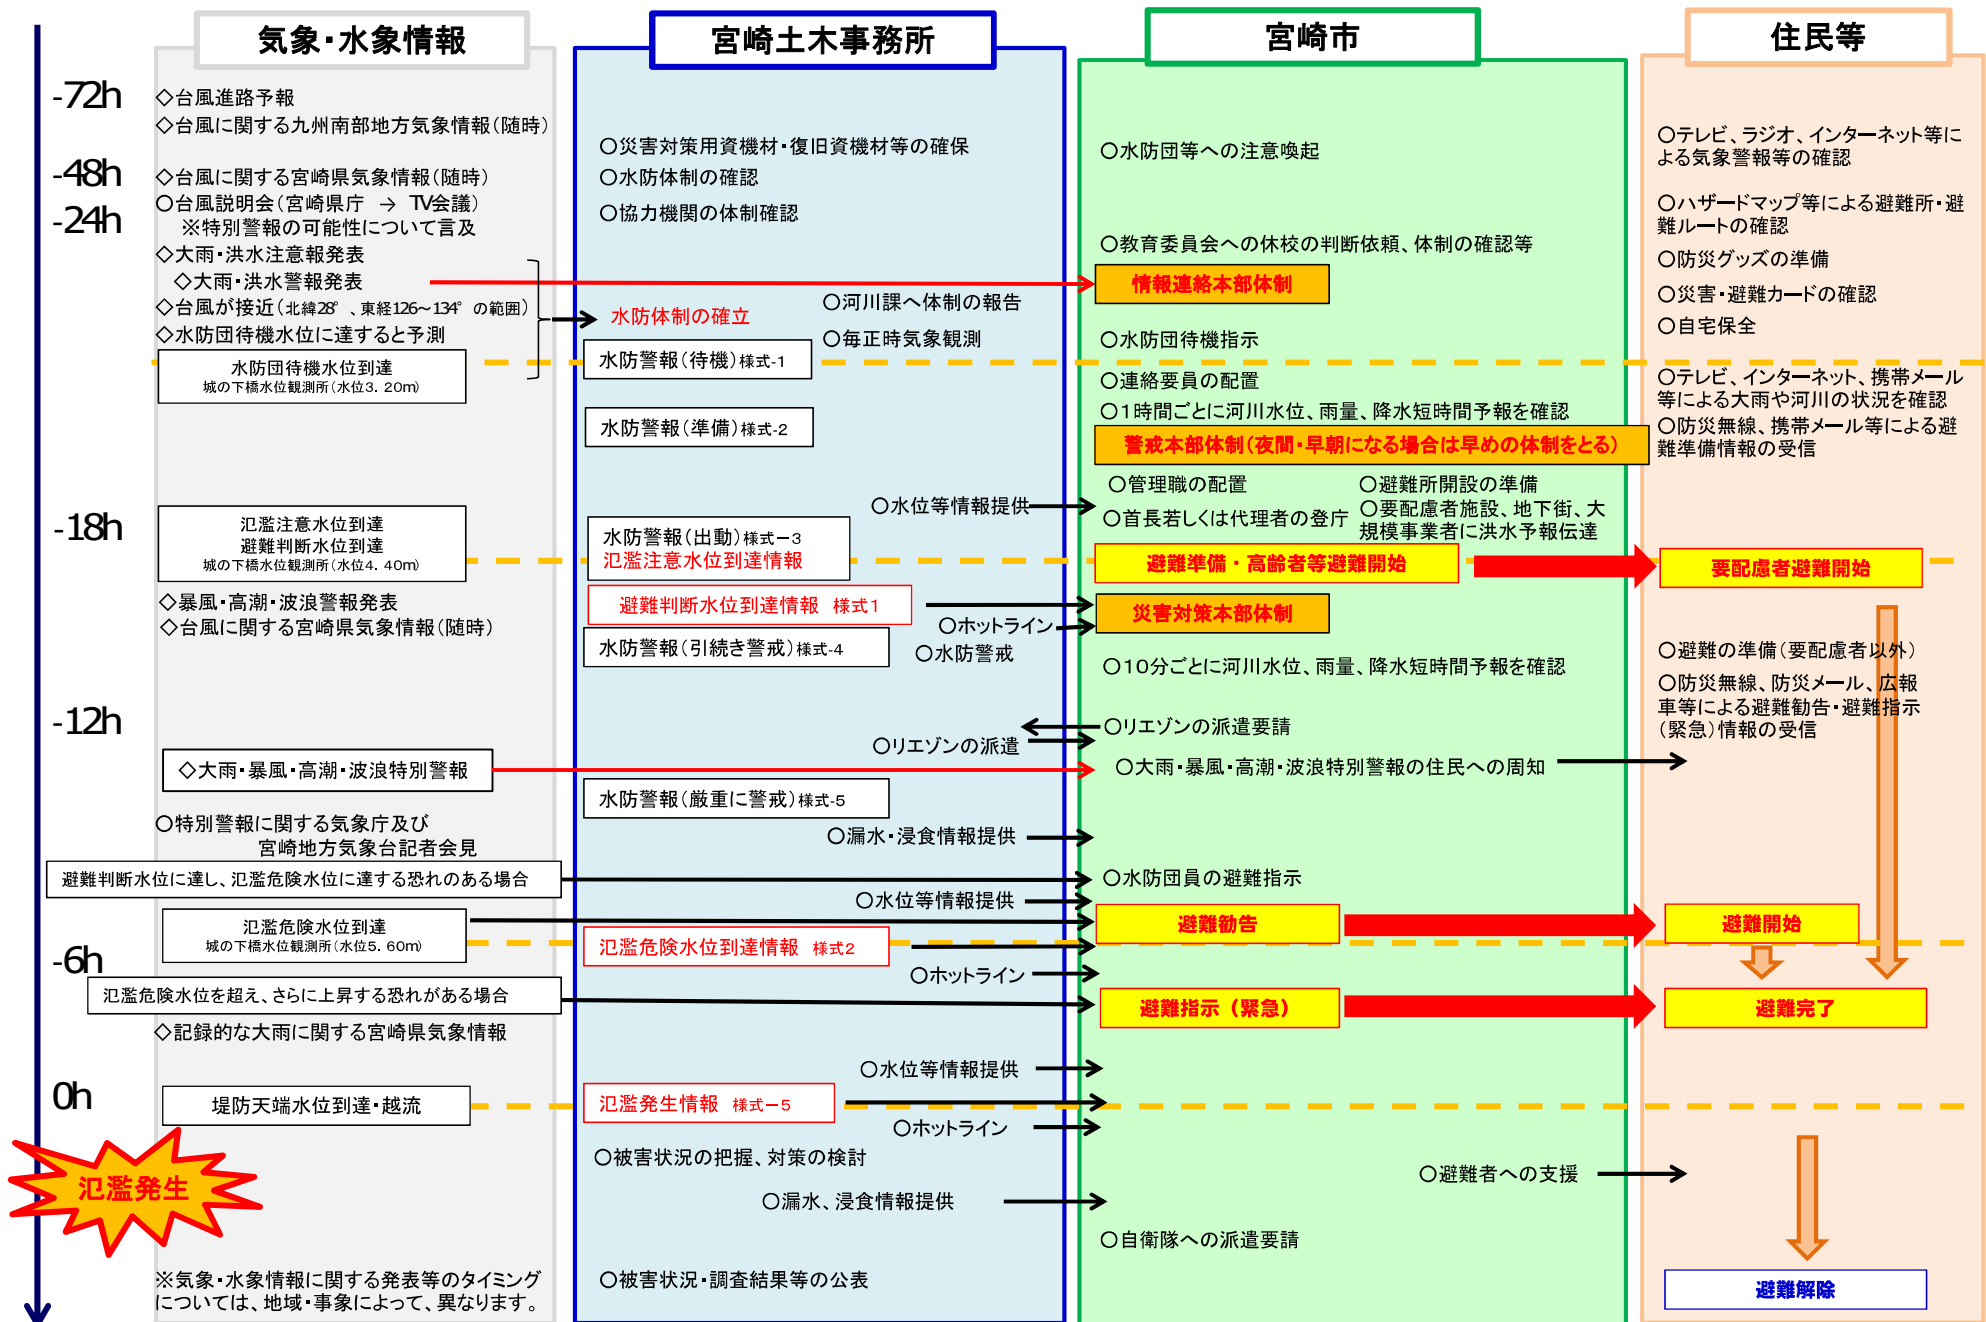 気象・水象情報
宮崎土木事務所
宮崎市
住民等
-72h
-48h
-24h
-18h
-12h
-6h
0h
氾濫発生
◇台風進路予報
◇台風に関する九州南部地方気象情報(随時)
◇台風に関する宮崎県気象情報(随時)
○台風説明会(宮崎県庁 → TV会議)
※特別警報の可能性について言及
◇大雨・洪水注意報発表
◇大雨・洪水警報発表
◇台風が接近(北緯28°、東経126~134°の範囲)
◇水防団待機水位に達すると予測
水防団待機水位到達
城の下橋水位観測所(水位3.20m)
氾濫注意水位到達
避難判断水位到達
城の下橋水位観測所(水位4.40m)
◇暴風・高潮・波浪警報発表
◇台風に関する宮崎県気象情報(随時)
◇大雨・暴風・高潮・波浪特別警報
○特別警報に関する気象庁及び
宮崎地方気象台記者会見
避難判断水位に達し、氾濫危険水位に達する恐れのある場合
氾濫危険水位到達
城の下橋水位観測所(水位5.60m)
氾濫危険水位を超え、さらに上昇する恐れがある場合
◇記録的な大雨に関する宮崎県気象情報
堤防天端水位到達・越流
※気象・水象情報に関する発表等のタイミング
については、地域・事象によって、異なります。
○災害対策用資機材・復旧資機材等の確保
○水防体制の確認
○協力機関の体制確認
水防体制の確立
○河川課へ体制の報告
○毎正時気象観測
水防警報(待機)様式-1
水防警報(準備)様式-2
○水位等情報提供
水防警報(出動)様式-3
氾濫注意水位到達情報
避難判断水位到達情報 様式1
○ホットライン
水防警報(引続き警戒)様式-4
○水防警戒
○リエゾンの派遣
水防警報(厳重に警戒)様式-5
○漏水・浸食情報提供
○水位等情報提供
氾濫危険水位到達情報 様式2
○ホットライン
○水位等情報提供
氾濫発生情報 様式-5
○ホットライン
○被害状況の把握、対策の検討
○漏水、浸食情報提供
○被害状況・調査結果等の公表
○水防団等への注意喚起
○教育委員会への休校の判断依頼、体制の確認等
情報連絡本部体制
○水防団待機指示
○連絡要員の配置
○1時間ごとに河川水位、雨量、降水短時間予報を確認
警戒本部体制(夜間・早朝になる場合は早めの体制をとる)
○管理職の配置
○首長若しくは代理者の登庁
○避難所開設の準備
○要配慮者施設、地下街、大
規模事業者に洪水予報伝達
避難準備・高齢者等避難開始
災害対策本部体制
○10分ごとに河川水位、雨量、降水短時間予報を確認
○リエゾンの派遣要請
○大雨・暴風・高潮・波浪特別警報の住民への周知
○水防団員の避難指示
避難勧告
避難指示(緊急)
○避難者への支援
○自衛隊への派遣要請
○テレビ、ラジオ、インターネット等に
よる気象警報等の確認
○ハザードマップ等による避難所・避
難ルートの確認
○防災グッズの準備
○災害・避難カードの確認
○自宅保全
○テレビ、インターネット、携帯メール
等による大雨や河川の状況を確認
○防災無線、携帯メール等による避
難準備情報の受信
要配慮者避難開始
○避難の準備(要配慮者以外)
○防災無線、防災メール、広報
車等による避難勧告・避難指示
(緊急)情報の受信
避難開始
避難完了
避難解除